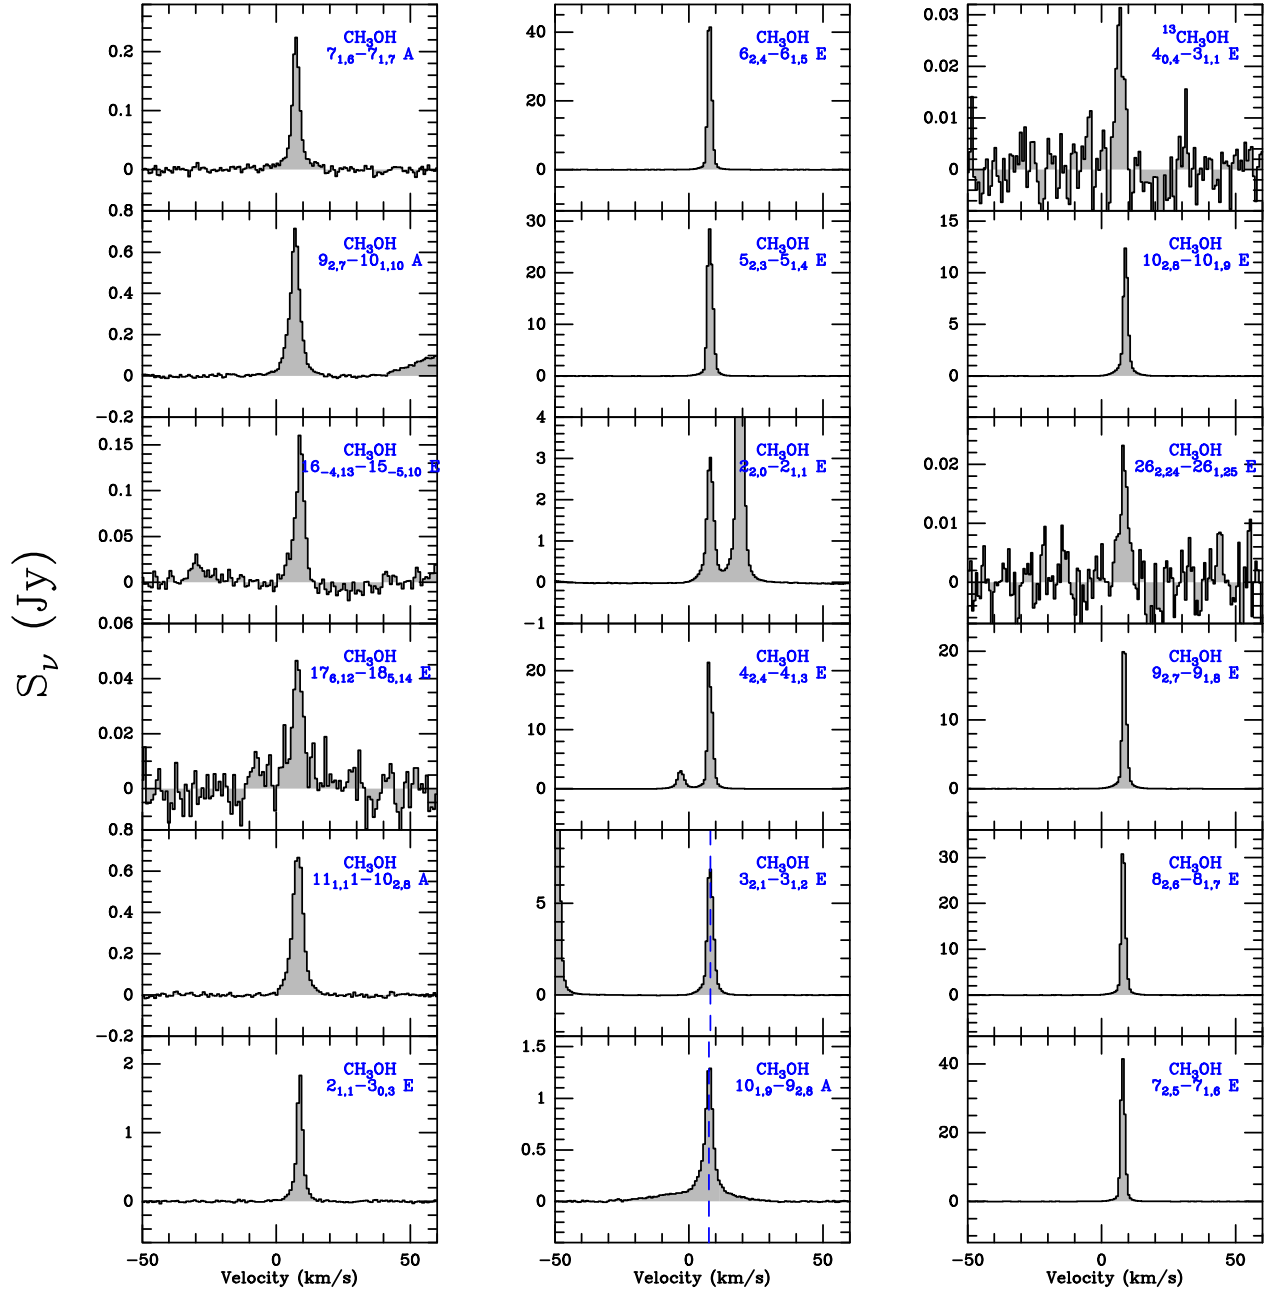 S_ν (Jy)
CH₃OH
7₁,₆−7₁,₇ A
0.2
0.1
0
CH₃OH
9₂,₇−10₁,₁₀ A
0.8
0.6
0.4
0.2
0
−0.2
CH₃OH
16₋₄,₁₃−15₋₅,₁₀ E
0.15
0.1
0.05
0
CH₃OH
17₆,₁₂−18₅,₁₄ E
0.06
0.04
0.02
0
CH₃OH
11₁,₁1−10₂,₈ A
0.8
0.6
0.4
0.2
0
−0.2
CH₃OH
2₁,₁−3₀,₃ E
2
1
0
−50 0 50
Velocity (km/s)
CH₃OH
6₂,₄−6₁,₅ E
40
20
0
CH₃OH
5₂,₃−5₁,₄ E
30
20
10
0
CH₃OH
2₂,₀−2₁,₁ E
4
3
2
1
0
−1
CH₃OH
4₂,₄−4₁,₃ E
20
10
0
CH₃OH
3₂,₁−3₁,₂ E
5
0
CH₃OH
10₁,₉−9₂,₈ A
1.5
1
0.5
0
−50 0 50
Velocity (km/s)
¹³CH₃OH
4₀,₄−3₁,₁ E
0.03
0.02
0.01
0
CH₃OH
10₂,₈−10₁,₉ E
15
10
5
0
CH₃OH
26₂,₂₄−26₁,₂₅ E
0.02
0.01
0
CH₃OH
9₂,₇−9₁,₈ E
20
10
0
CH₃OH
8₂,₆−8₁,₇ E
30
20
10
0
CH₃OH
7₂,₅−7₁,₆ E
40
20
0
−50 0 50
Velocity (km/s)